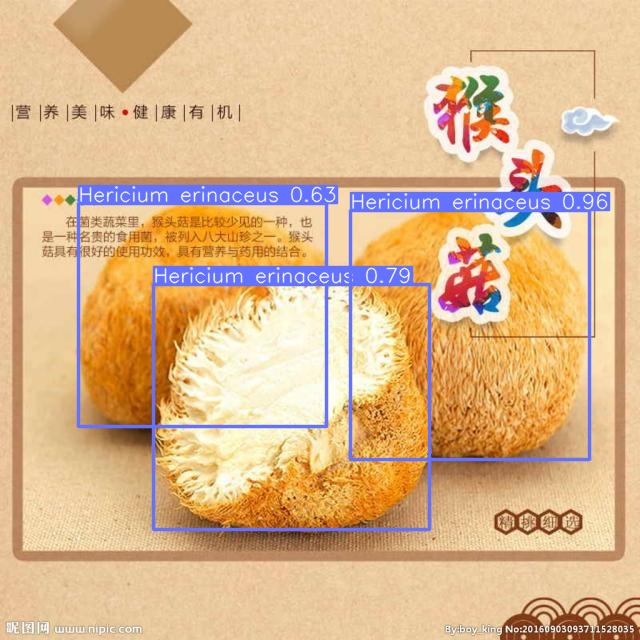 营养美味•健康有机
猴头菇
Hericium erinaceus 0.63
Hericium erinaceus 0.96
在菌类蔬菜里，猴头菇是比较少见的一种，也
是一种名贵的食用菌，被列入八大山珍之一。猴头
菇具有很好的使用功效，具有营养与药用的结合。
Hericium erinaceus 0.79
精挑细选
昵图网 www.nipic.com
By:boy_king No:20160903093711528035